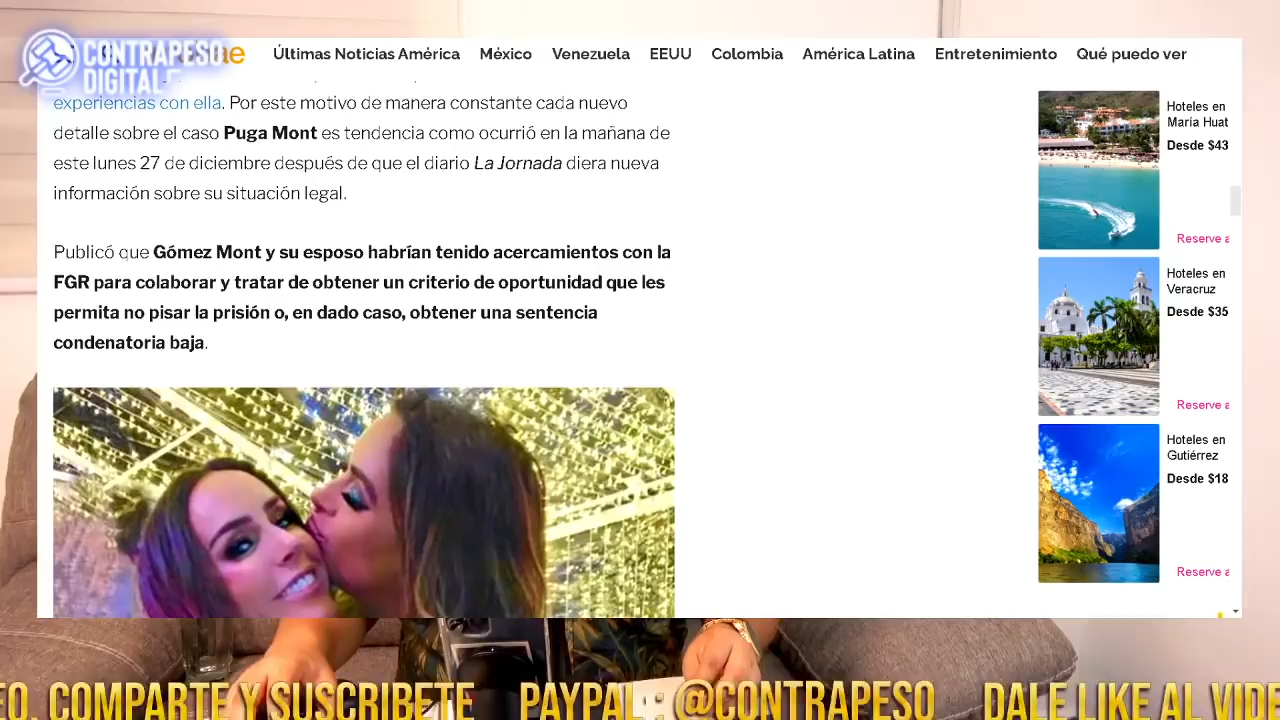 CONTRAPESO
DIGITAL
Últimas Noticias América México Venezuela EEUU Colombia América Latina Entretenimiento Qué puedo ver
experiencias con ella. Por este motivo de manera constante cada nuevo
detalle sobre el caso Puga Mont es tendencia como ocurrió en la mañana de
este lunes 27 de diciembre después de que el diario La Jornada diera nueva
información sobre su situación legal.
Publicó que Gómez Mont y su esposo habrían tenido acercamientos con la
FGR para colaborar y tratar de obtener un criterio de oportunidad que les
permita no pisar la prisión o, en dado caso, obtener una sentencia
condenatoria baja.
Hoteles en
María Huat
Desde $43
Reserve a
Hoteles en
Veracruz
Desde $35
Reserve a
Hoteles en
Gutiérrez
Desde $18
Reserve a
EO. COMPARTE Y SUSCRIBETE PAYPAL : @CONTRAPESO DALE LIKE AL VIDE